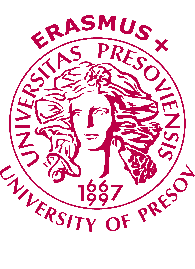 ERASMUS+
UNIVERSITAS PRESOVIENSIS
1667
1997
UNIVERSITY OF PRESOV